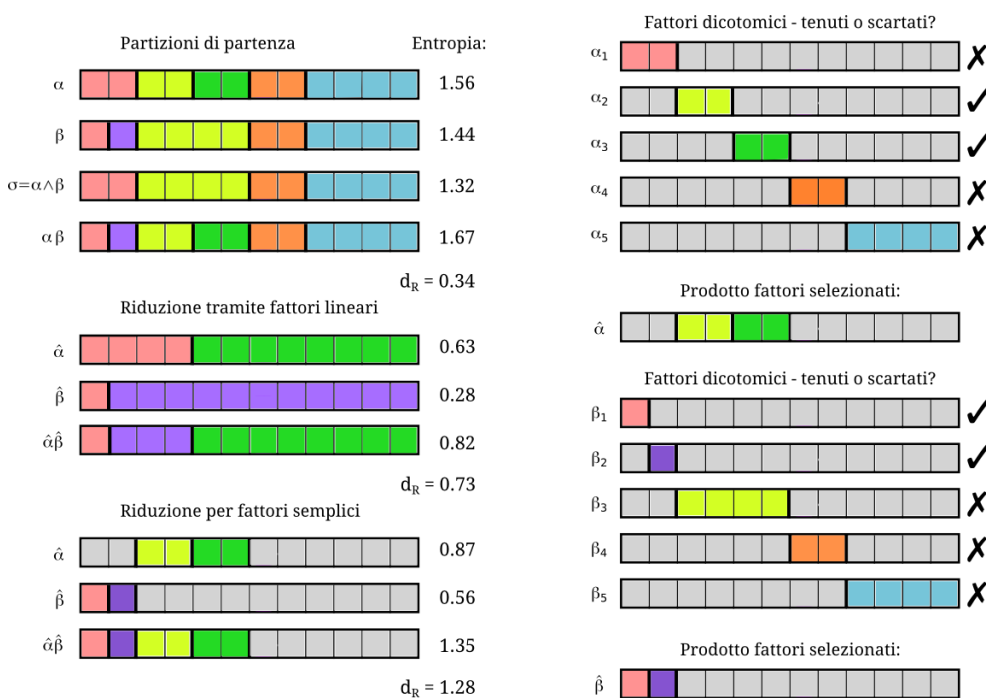 Partizioni di partenza Entropia:
α 1.56
β 1.44
σ=α∧β 1.32
αβ 1.67
d_R = 0.34
Riduzione tramite fattori lineari
α̂ 0.63
β̂ 0.28
α̂β̂ 0.82
d_R = 0.73
Riduzione per fattori semplici
α̂ 0.87
β̂ 0.56
α̂β̂ 1.35
d_R = 1.28
Fattori dicotomici - tenuti o scartati?
α₁ ✗
α₂ ✓
α₃ ✓
α₄ ✗
α₅ ✗
Prodotto fattori selezionati:
α̂
Fattori dicotomici - tenuti o scartati?
β₁ ✓
β₂ ✓
β₃ ✗
β₄ ✗
β₅ ✗
Prodotto fattori selezionati:
β̂